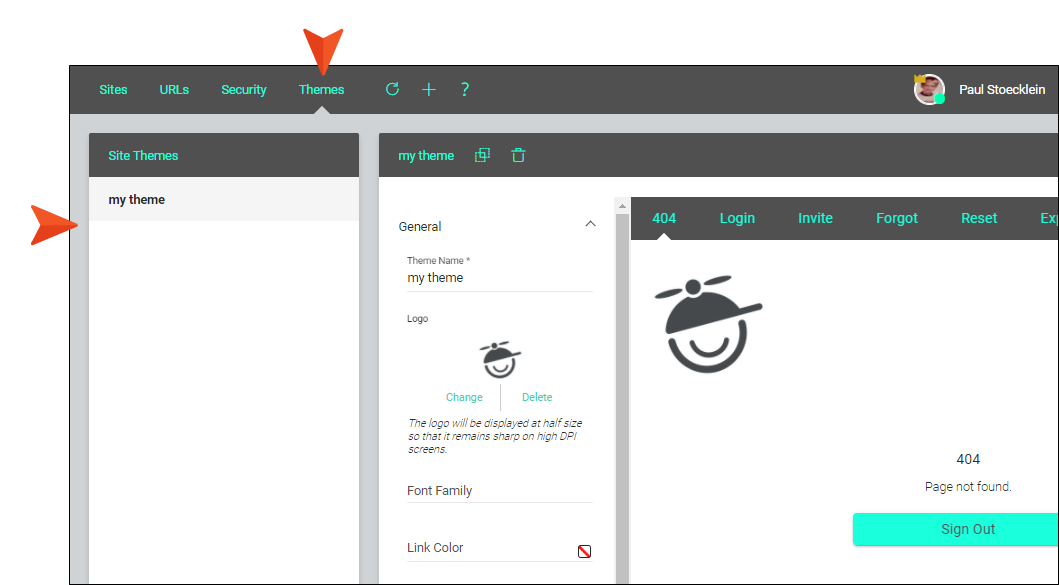 Sites URLs Security Themes ? Paul Stoecklein
Site Themes
my theme
my theme
General
Theme Name *
my theme
Logo
Change Delete
The logo will be displayed at half size
so that it remains sharp on high DPI
screens.
Font Family
Link Color
404 Login Invite Forgot Reset Exp
404
Page not found.
Sign Out